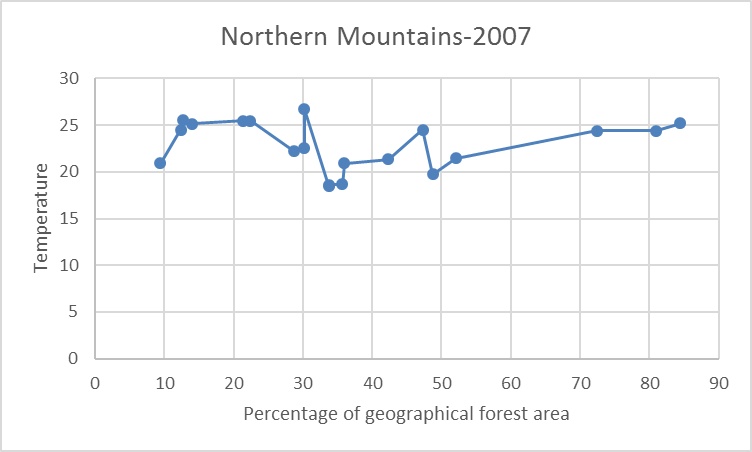 Northern Mountains-2007
Temperature
30
25
20
15
10
5
0
0 10 20 30 40 50 60 70 80 90
Percentage of geographical forest area